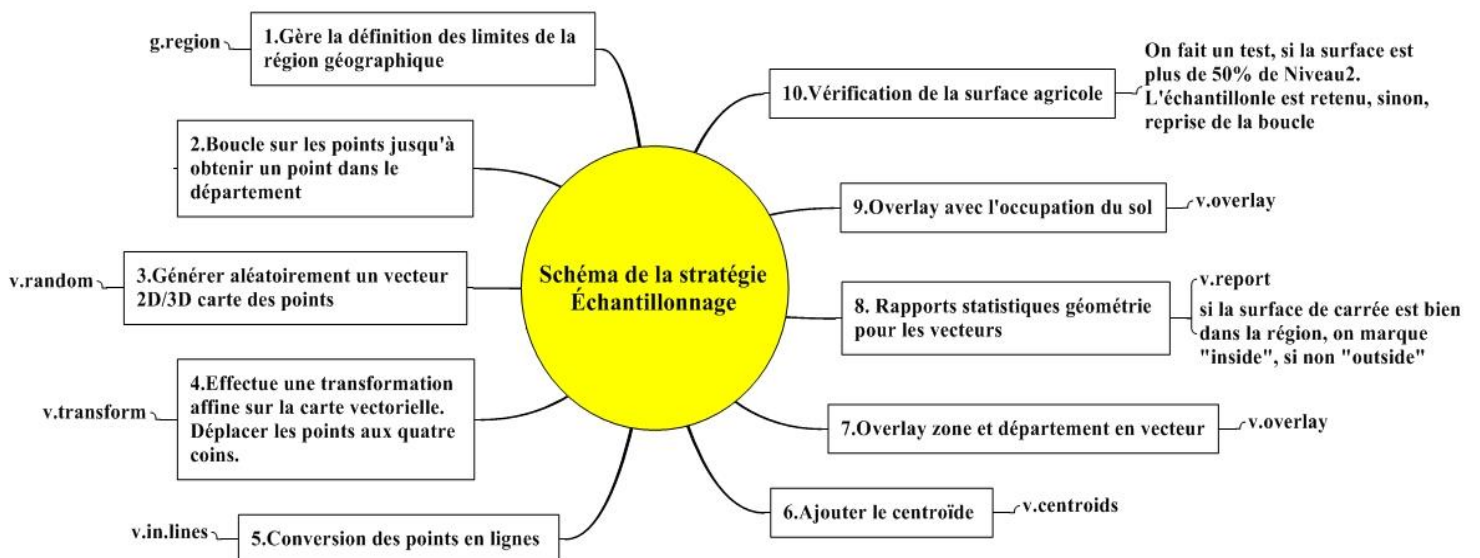 Schéma de la stratégie
Échantillonnage
g.region
1.Gère la définition des limites de la
région géographique
2.Boucle sur les points jusqu'à
obtenir un point dans le
département
v.random
3.Générer aléatoirement un vecteur
2D/3D carte des points
v.transform
4.Effectue une transformation
affine sur la carte vectorielle.
Déplacer les points aux quatre
coins.
v.in.lines
5.Conversion des points en lignes
6.Ajouter le centroïde
v.centroids
7.Overlay zone et département en vecteur
v.overlay
8. Rapports statistiques géométrie
pour les vecteurs
v.report
si la surface de carrée est bien
dans la région, on marque
"inside", si non "outside"
9.Overlay avec l'occupation du sol
v.overlay
10.Vérification de la surface agricole
On fait un test, si la surface est
plus de 50% de Niveau2.
L'échantillonle est retenu, sinon,
reprise de la boucle